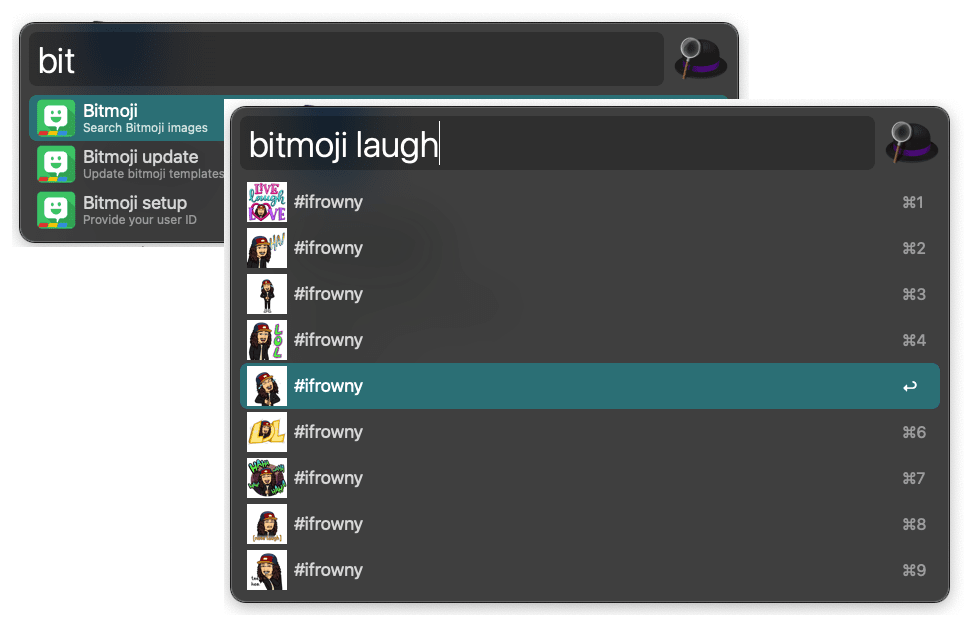 bit
Bitmoji
Search Bitmoji images
Bitmoji update
Update bitmoji templates
Bitmoji setup
Provide your user ID
bitmoji laugh
LIVE
laugh
LOVE
#ifrowny ⌘1
#ifrowny ⌘2
#ifrowny ⌘3
LOL
#ifrowny ⌘4
#ifrowny ↩
#ifrowny ⌘6
#ifrowny ⌘7
#ifrowny ⌘8
#ifrowny ⌘9